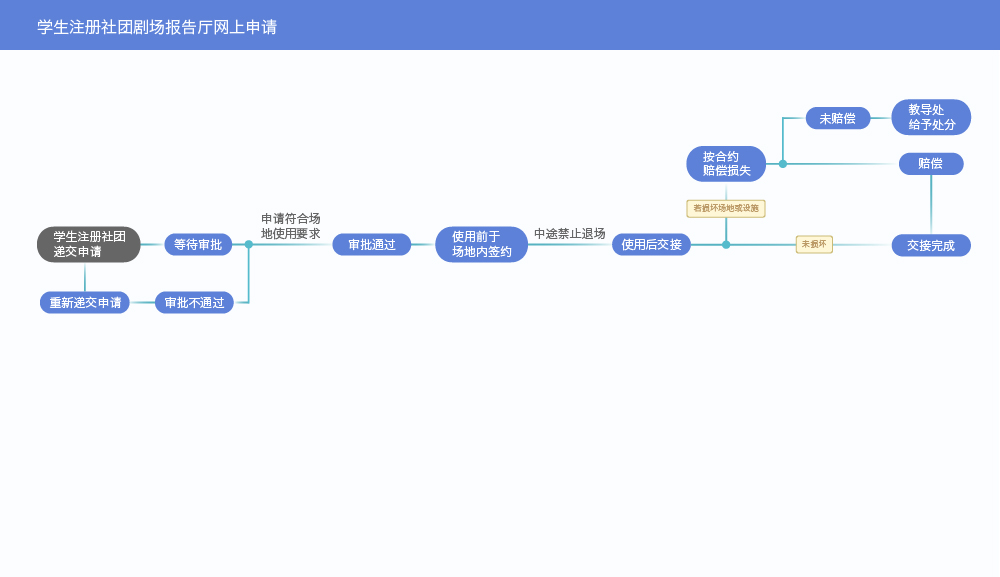 学生注册社团剧场报告厅网上申请
未赔偿
教导处
给予处分
按合约
赔偿损失
赔偿
若损坏场地或设施
学生注册社团
递交申请
等待审批
申请符合场
地使用要求
审批通过
使用前于
场地内签约
中途禁止退场
使用后交接
未损坏
交接完成
重新递交申请
审批不通过